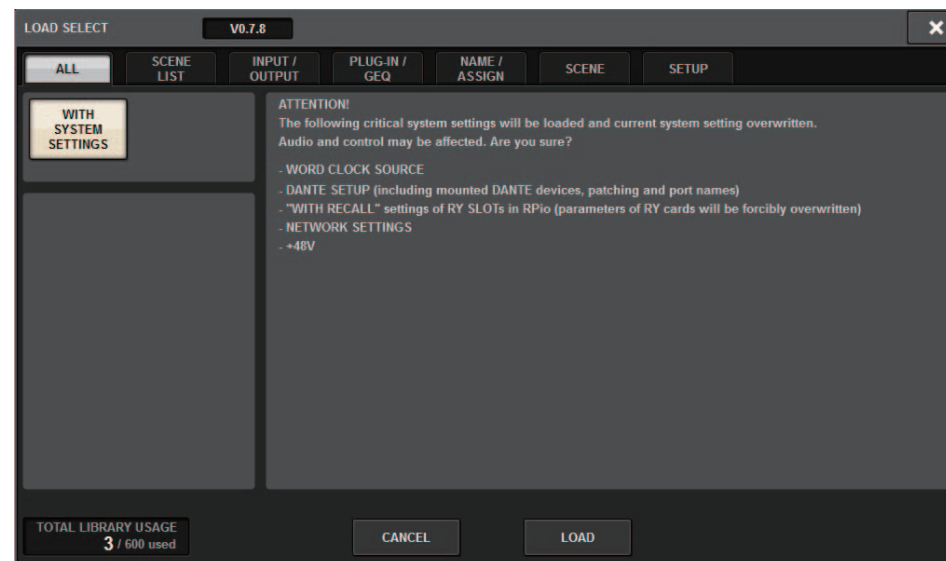 LOAD SELECT
V0.7.8
ALL
SCENE
LIST
INPUT /
OUTPUT
PLUG-IN /
GEQ
NAME /
ASSIGN
SCENE
SETUP
WITH
SYSTEM
SETTINGS
ATTENTION!
The following critical system settings will be loaded and current system setting overwritten.
Audio and control may be affected. Are you sure?
- WORD CLOCK SOURCE
- DANTE SETUP (including mounted DANTE devices, patching and port names)
- "WITH RECALL" settings of RY SLOTs in RPio (parameters of RY cards will be forcibly overwritten)
- NETWORK SETTINGS
- +48V
TOTAL LIBRARY USAGE
3 / 600 used
CANCEL
LOAD